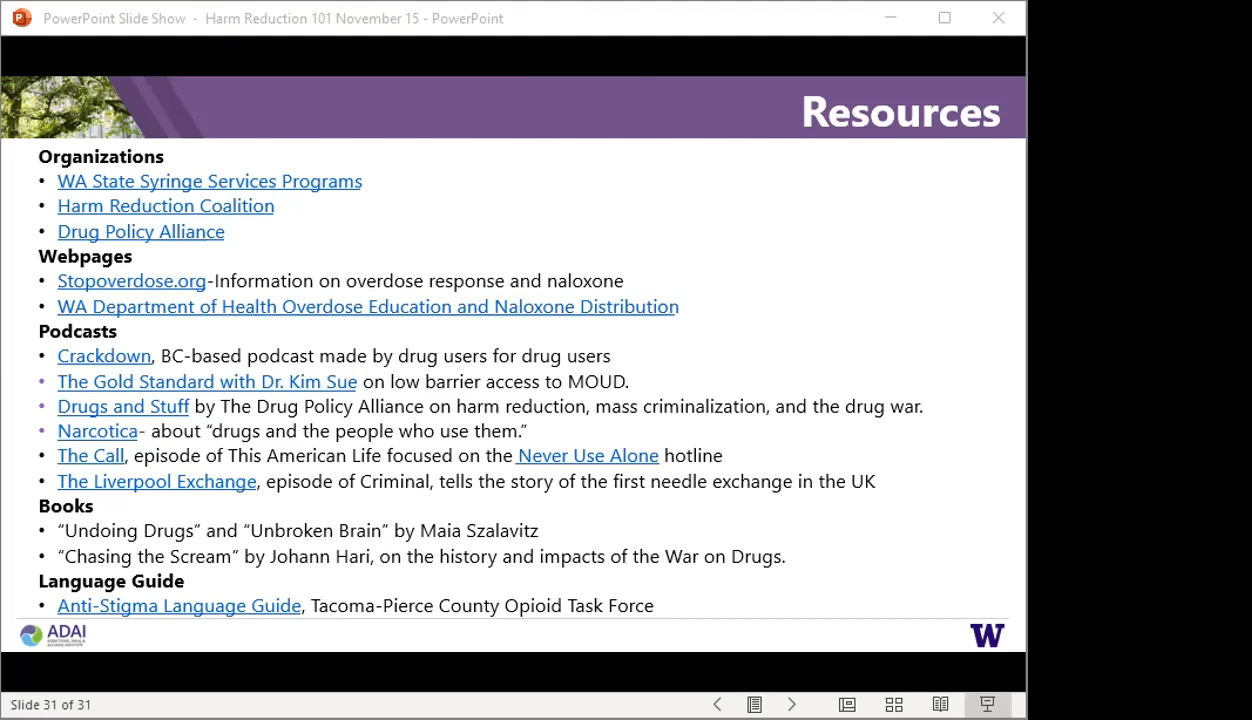 PowerPoint Slide Show - Harm Reduction 101 November 15 - PowerPoint
Resources
Organizations
• WA State Syringe Services Programs
• Harm Reduction Coalition
• Drug Policy Alliance
Webpages
• Stopoverdose.org-Information on overdose response and naloxone
• WA Department of Health Overdose Education and Naloxone Distribution
Podcasts
• Crackdown, BC-based podcast made by drug users for drug users
• The Gold Standard with Dr. Kim Sue on low barrier access to MOUD.
• Drugs and Stuff by The Drug Policy Alliance on harm reduction, mass criminalization, and the drug war.
• Narcotica- about “drugs and the people who use them.”
• The Call, episode of This American Life focused on the Never Use Alone hotline
• The Liverpool Exchange, episode of Criminal, tells the story of the first needle exchange in the UK
Books
• “Undoing Drugs” and “Unbroken Brain” by Maia Szalavitz
• “Chasing the Scream” by Johann Hari, on the history and impacts of the War on Drugs.
Language Guide
• Anti-Stigma Language Guide, Tacoma-Pierce County Opioid Task Force
ADAI
W
Slide 31 of 31